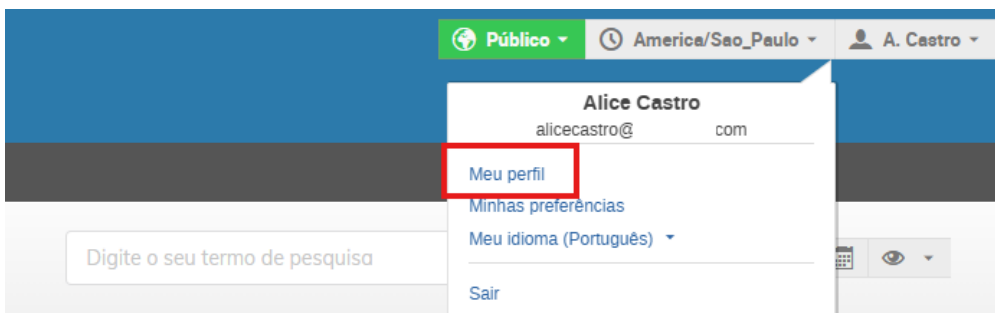 Público America/Sao_Paulo A. Castro
Alice Castro
alicecastro@ com
Meu perfil
Minhas preferências
Meu idioma (Português)
Digite o seu termo de pesquisa
Sair